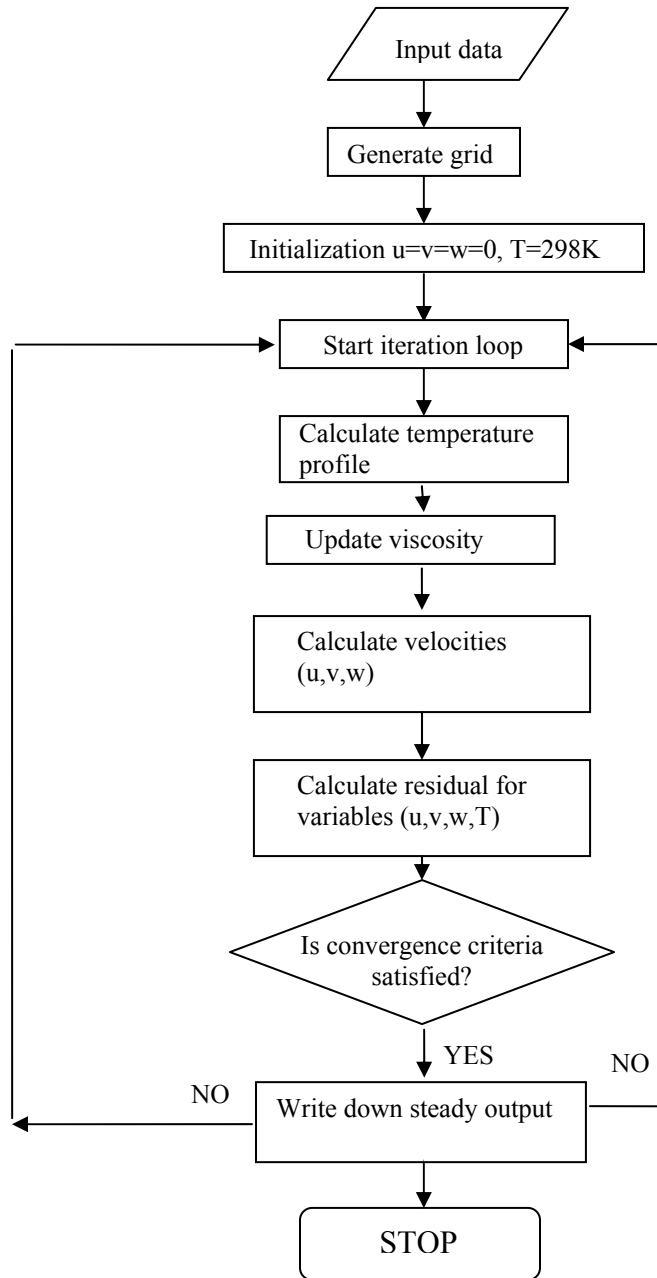 Input data
Generate grid
Initialization u=v=w=0, T=298K
Start iteration loop
Calculate temperature
profile
Update viscosity
Calculate velocities
(u,v,w)
Calculate residual for
variables (u,v,w,T)
Is convergence criteria
satisfied?
YES
NO
NO
Write down steady output
STOP